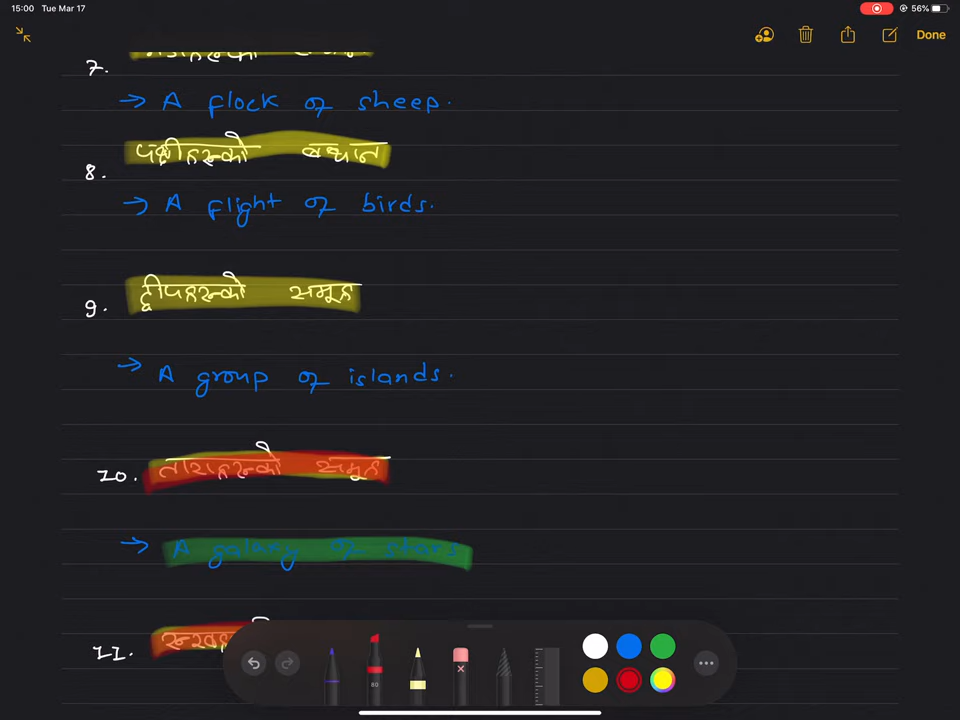 15:00 Tue Mar 17 56%
Done
7.
→ A flock of sheep.
8. पक्षीहरूको बथान
→ A flight of birds.
9. द्वीपहरूको समूह
→ A group of islands.
10. ताराहरूको समूह
→ A galaxy of stars
11.
80